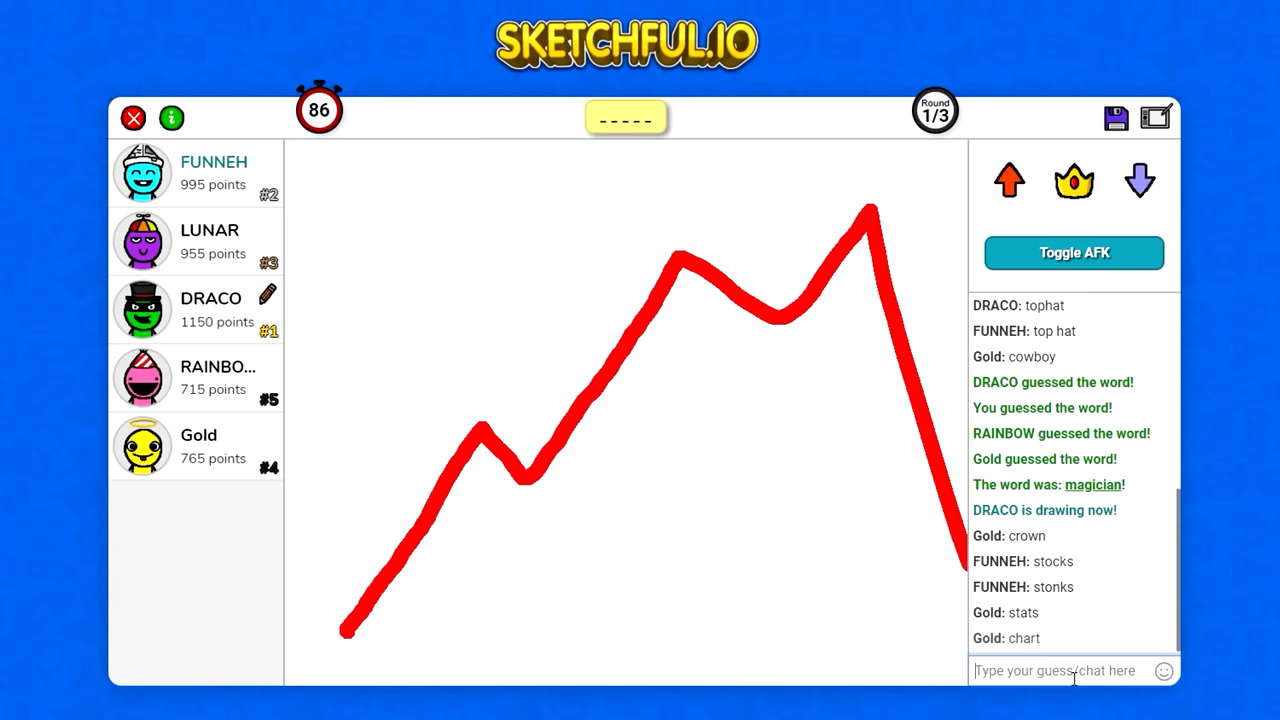 SKETCHFUL.IO
86
_ _ _ _ _
Round
1/3
FUNNEH
995 points
#2
LUNAR
955 points
#3
DRACO
1150 points
#1
RAINBO...
715 points
#5
Gold
765 points
#4
Toggle AFK
DRACO: tophat
FUNNEH: top hat
Gold: cowboy
DRACO guessed the word!
You guessed the word!
RAINBOW guessed the word!
Gold guessed the word!
The word was: magician!
DRACO is drawing now!
Gold: crown
FUNNEH: stocks
FUNNEH: stonks
Gold: stats
Gold: chart
Type your guess/chat here